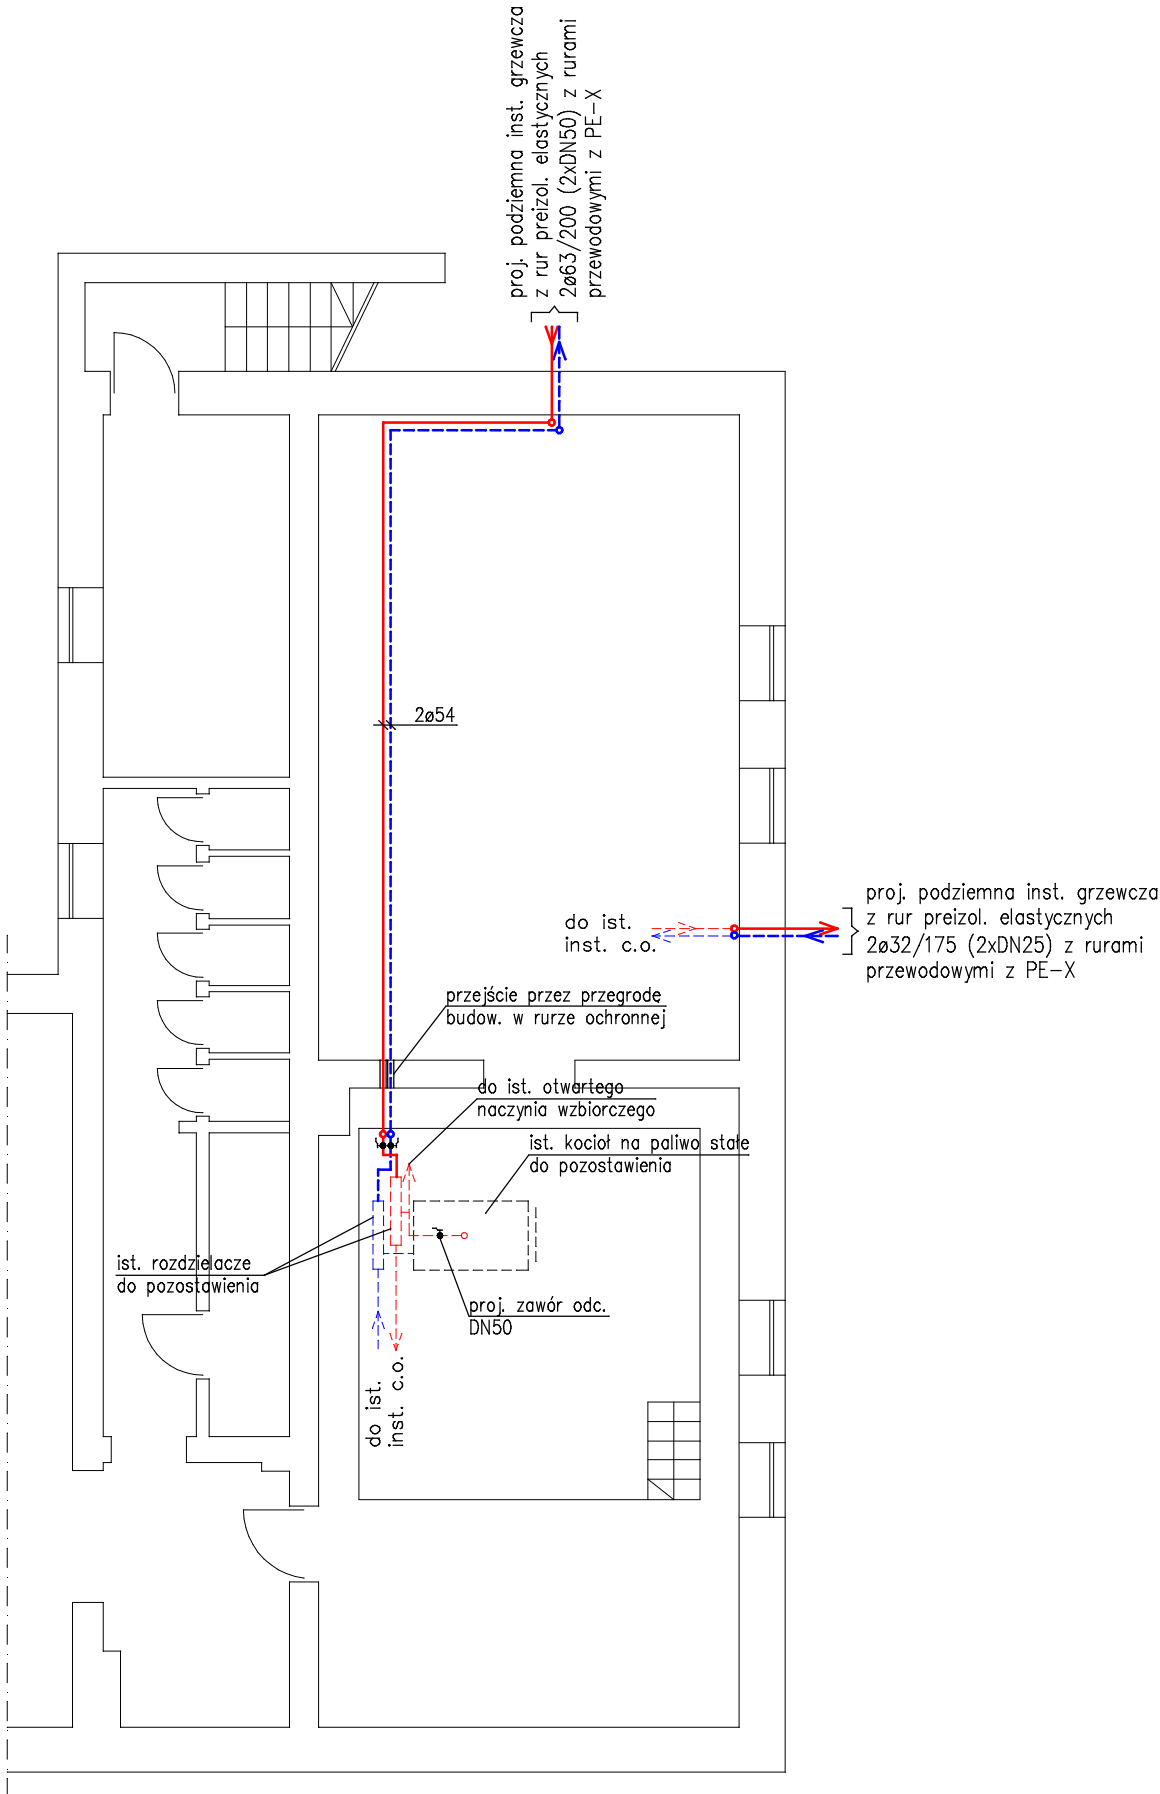 proj. podziemna inst. grzewcza
z rur preizol. elastycznych
2ø63/200 (2xDN50) z rurami
przewodowymi z PE-X
2ø54
do ist.
inst. c.o.
proj. podziemna inst. grzewcza
z rur preizol. elastycznych
2ø32/175 (2xDN25) z rurami
przewodowymi z PE-X
przejście przez przegrodę
budow. w rurze ochronnej
do ist. otwartego
naczynia wzbiorczego
ist. kocioł na paliwo stałe
do pozostawienia
ist. rozdzielacze
do pozostawienia
proj. zawór odc.
DN50
do ist.
inst. c.o.